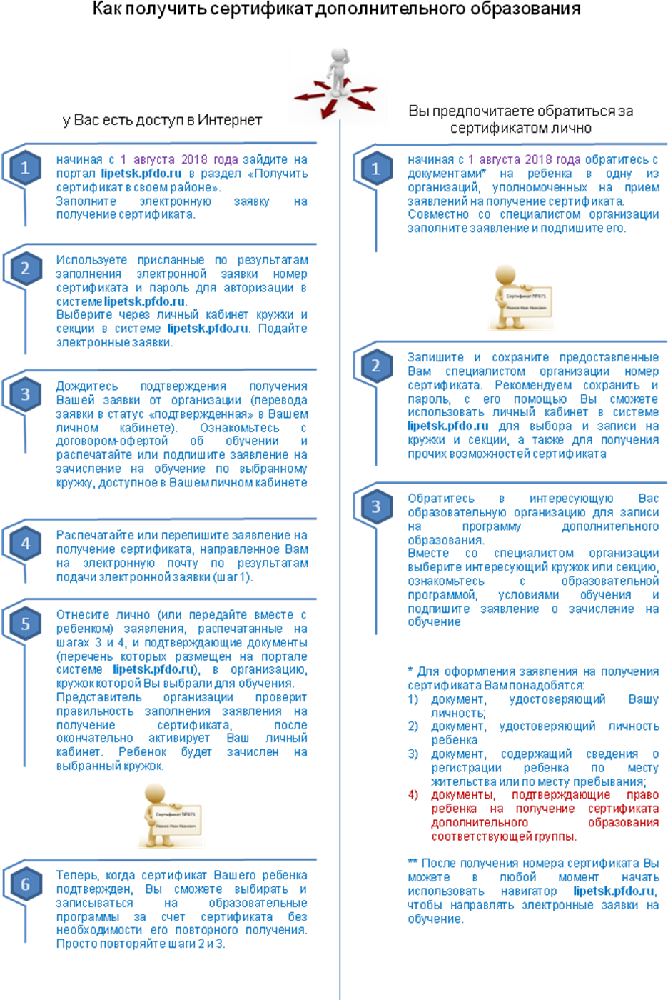 Как получить сертификат дополнительного образования
у Вас есть доступ в Интернет
1
начиная с 1 августа 2018 года зайдите на
портал lipetsk.pfdo.ru в раздел «Получить
сертификат в своем районе».
Заполните электронную заявку на
получение сертификата.
2
Используете присланные по результатам
заполнения электронной заявки номер
сертификата и пароль для авторизации в
системе lipetsk.pfdo.ru.
Выберите через личный кабинет кружки и
секции в системе lipetsk.pfdo.ru. Подайте
электронные заявки.
3
Дождитесь подтверждения получения
Вашей заявки от организации (перевода
заявки в статус «подтвержденная» в Вашем
личном кабинете). Ознакомьтесь с
договором-офертой об обучении и
распечатайте или подпишите заявление на
зачисление на обучение по выбранному
кружку, доступное в Вашем личном кабинете
4
Распечатайте или перепишите заявление на
получение сертификата, направленное Вам
на электронную почту по результатам
подачи электронной заявки (шаг 1).
5
Отнесите лично (или передайте вместе с
ребенком) заявления, распечатанные на
шагах 3 и 4, и подтверждающие документы
(перечень которых размещен на портале
системе lipetsk.pfdo.ru), в организацию,
кружок которой Вы выбрали для обучения.
Представитель организации проверит
правильность заполнения заявления на
получение сертификата, после
окончательно активирует Ваш личный
кабинет. Ребенок будет зачислен на
выбранный кружок.
Сертификат №671
Иванов Иван Иванович
6
Теперь, когда сертификат Вашего ребенка
подтвержден, Вы сможете выбирать и
записываться на образовательные
программы за счет сертификата без
необходимости его повторного получения.
Просто повторяйте шаги 2 и 3.
Вы предпочитаете обратиться за
сертификатом лично
1
начиная с 1 августа 2018 года обратитесь с
документами* на ребенка в одну из
организаций, уполномоченных на прием
заявлений на получение сертификата.
Совместно со специалистом организации
заполните заявление и подпишите его.
Сертификат №671
Иванов Иван Иванович
2
Запишите и сохраните предоставленные
Вам специалистом организации номер
сертификата. Рекомендуем сохранить и
пароль, с его помощью Вы сможете
использовать личный кабинет в системе
lipetsk.pfdo.ru для выбора и записи на
кружки и секции, а также для получения
прочих возможностей сертификата
3
Обратитесь в интересующую Вас
образовательную организацию для записи
на программу дополнительного
образования.
Вместе со специалистом организации
выберите интересующий кружок или секцию,
ознакомьтесь с образовательной
программой, условиями обучения и
подпишите заявление о зачисление на
обучение
* Для оформления заявления на получения
сертификата Вам понадобятся:
1) документ, удостоверяющий Вашу
личность;
2) документ, удостоверяющий личность
ребенка
3) документ, содержащий сведения о
регистрации ребенка по месту
жительства или по месту пребывания;
4) документы, подтверждающие право
ребенка на получение сертификата
дополнительного образования
соответствующей группы.
** После получения номера сертификата Вы
можете в любой момент начать
использовать навигатор lipetsk.pfdo.ru,
чтобы направлять электронные заявки на
обучение.